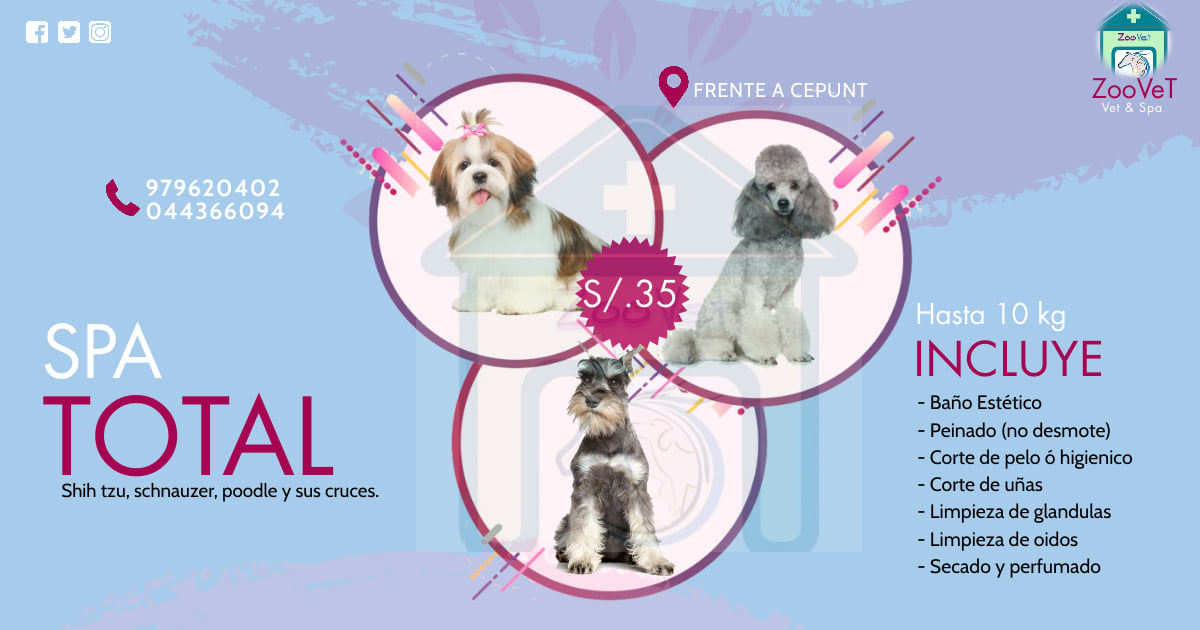 ZooVet
ZooVeT
Vet & Spa
FRENTE A CEPUNT
979620402
044366094
S/.35
ZooVet
SPA
TOTAL
Shih tzu, schnauzer, poodle y sus cruces.
Hasta 10 kg
INCLUYE
- Baño Estético
- Peinado (no desmote)
- Corte de pelo ó higienico
- Corte de uñas
- Limpieza de glandulas
- Limpieza de oidos
- Secado y perfumado